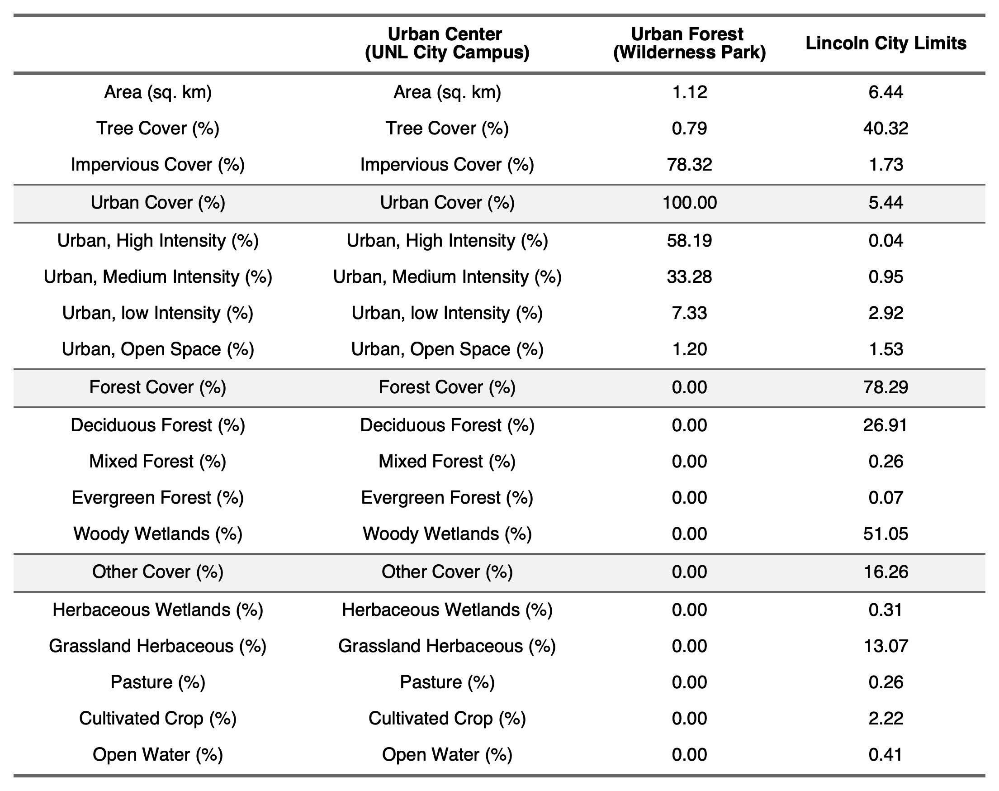 Urban Center Urban Forest Lincoln City Limits
(UNL City Campus) (Wilderness Park)
Area (sq. km) Area (sq. km) 1.12 6.44
Tree Cover (%) Tree Cover (%) 0.79 40.32
Impervious Cover (%) Impervious Cover (%) 78.32 1.73
Urban Cover (%) Urban Cover (%) 100.00 5.44
Urban, High Intensity (%) Urban, High Intensity (%) 58.19 0.04
Urban, Medium Intensity (%) Urban, Medium Intensity (%) 33.28 0.95
Urban, low Intensity (%) Urban, low Intensity (%) 7.33 2.92
Urban, Open Space (%) Urban, Open Space (%) 1.20 1.53
Forest Cover (%) Forest Cover (%) 0.00 78.29
Deciduous Forest (%) Deciduous Forest (%) 0.00 26.91
Mixed Forest (%) Mixed Forest (%) 0.00 0.26
Evergreen Forest (%) Evergreen Forest (%) 0.00 0.07
Woody Wetlands (%) Woody Wetlands (%) 0.00 51.05
Other Cover (%) Other Cover (%) 0.00 16.26
Herbaceous Wetlands (%) Herbaceous Wetlands (%) 0.00 0.31
Grassland Herbaceous (%) Grassland Herbaceous (%) 0.00 13.07
Pasture (%) Pasture (%) 0.00 0.26
Cultivated Crop (%) Cultivated Crop (%) 0.00 2.22
Open Water (%) Open Water (%) 0.00 0.41